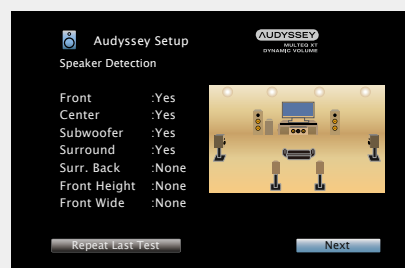 Audyssey Setup
AUDYSSEY
MULTEQ XT
DYNAMIC VOLUME
Speaker Detection
Front :Yes
Center :Yes
Subwoofer :Yes
Surround :Yes
Surr. Back :None
Front Height :None
Front Wide :None
Repeat Last Test
Next